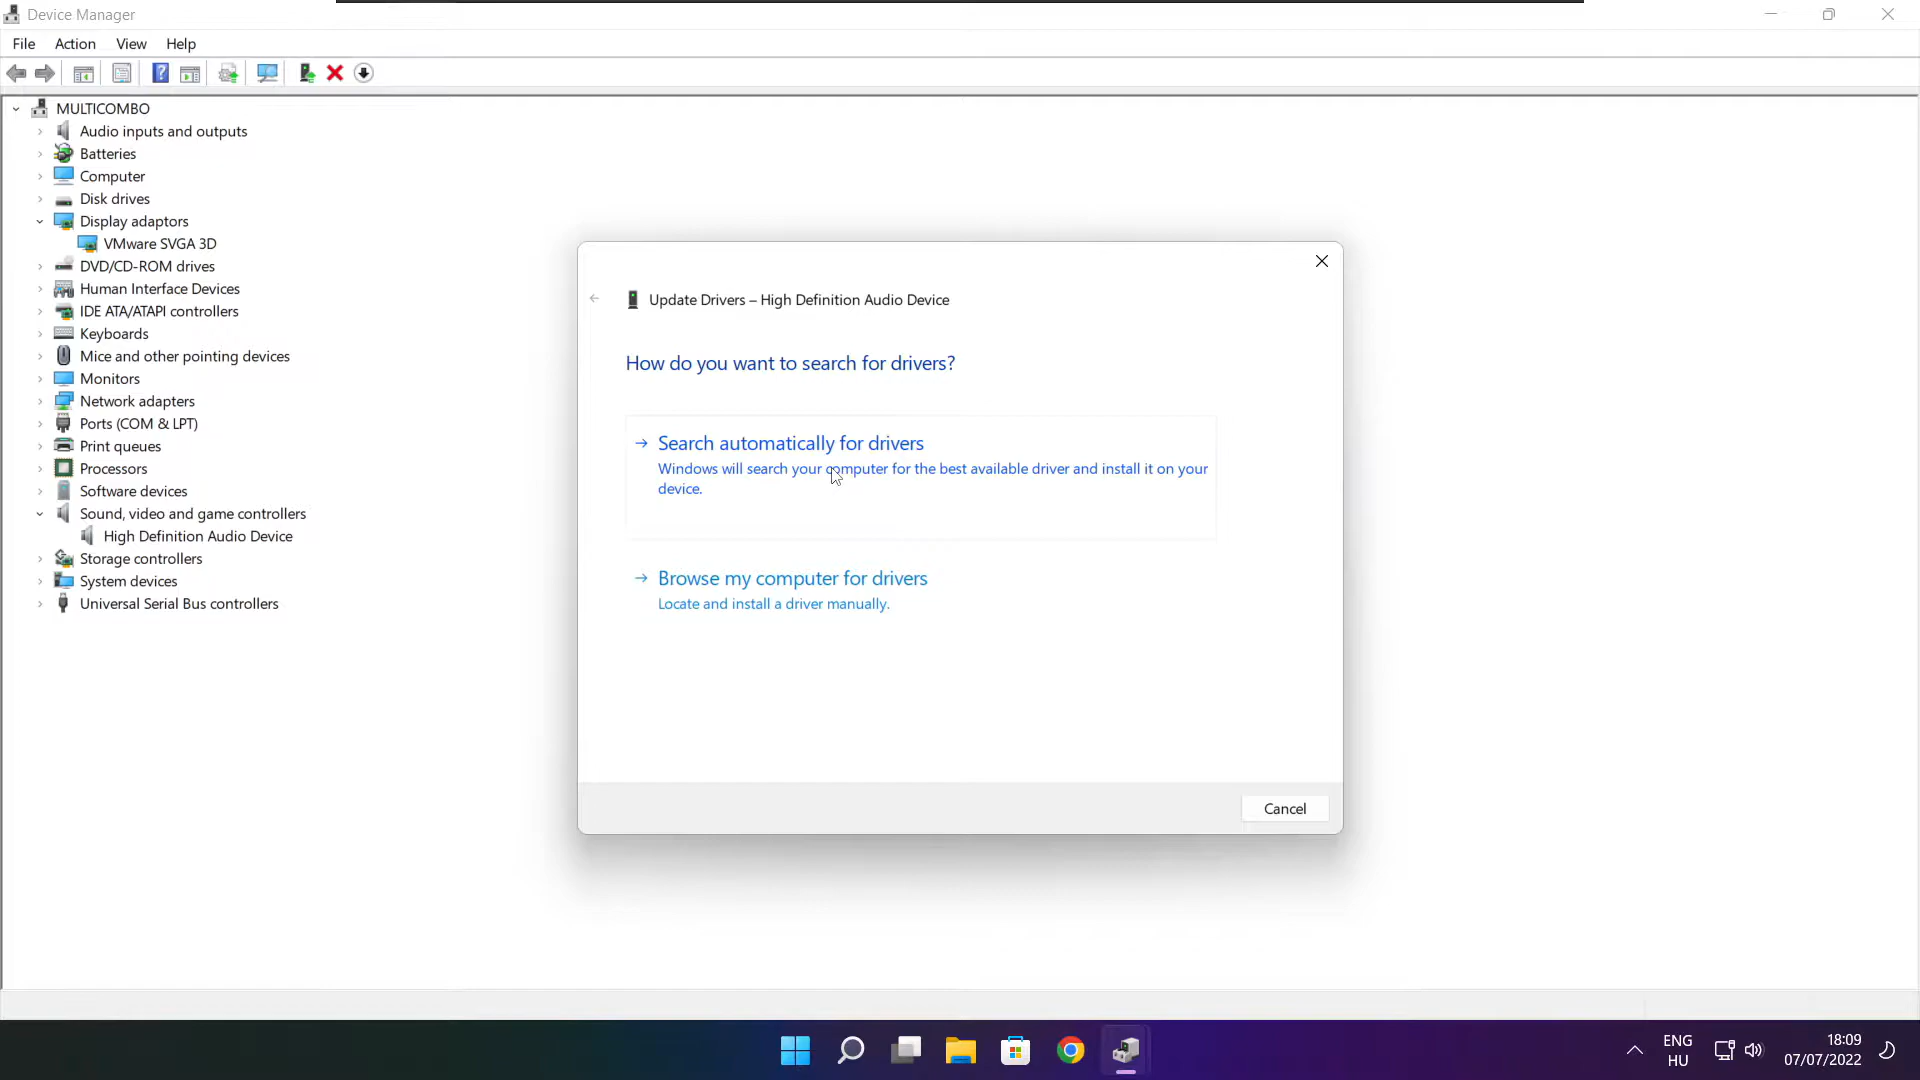 Device Manager
File Action View Help
MULTICOMBO
Audio inputs and outputs
Batteries
Computer
Disk drives
Display adaptors
VMware SVGA 3D
DVD/CD-ROM drives
Human Interface Devices
IDE ATA/ATAPI controllers
Keyboards
Mice and other pointing devices
Monitors
Network adapters
Ports (COM & LPT)
Print queues
Processors
Software devices
Sound, video and game controllers
High Definition Audio Device
Storage controllers
System devices
Universal Serial Bus controllers
Update Drivers – High Definition Audio Device
How do you want to search for drivers?
Search automatically for drivers
Windows will search your computer for the best available driver and install it on your
device.
Browse my computer for drivers
Locate and install a driver manually.
Cancel
ENG
HU
18:09
07/07/2022